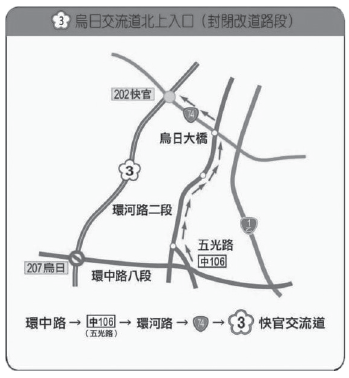 3 烏日交流道北上入口（封閉改道路段）
202快官
74
烏日大橋
3
環河路二段
1乙
五光路
中106
207烏日
環中路八段
環中路→中106→環河路→74→3快官交流道
(五光路)